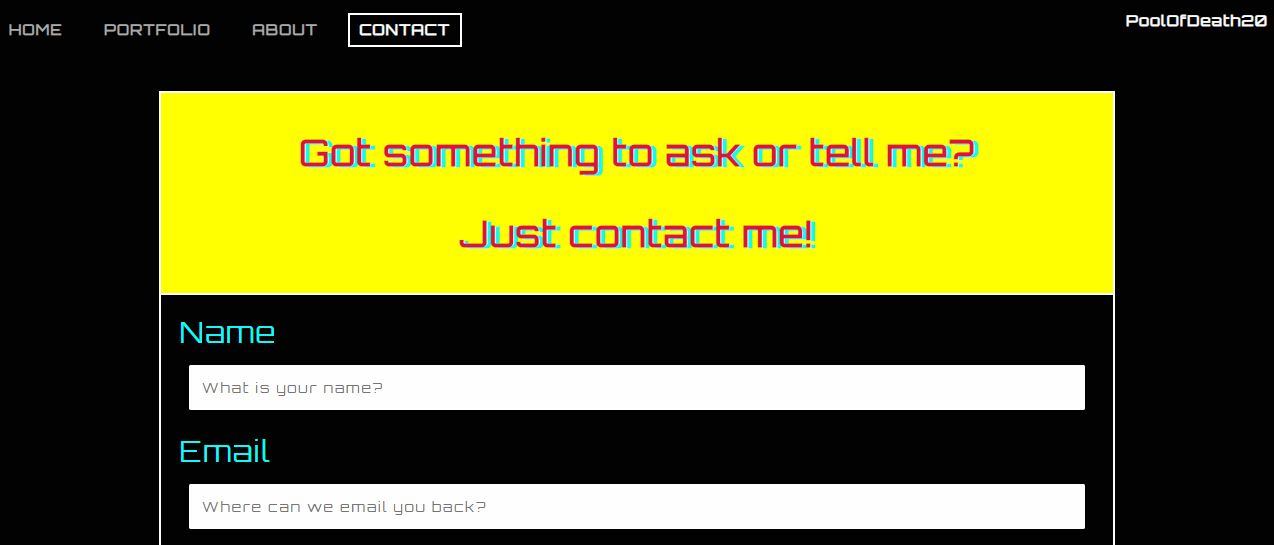 HOME PORTFOLIO ABOUT CONTACT PoolOfDeath20
Got something to ask or tell me?
Just contact me!
Name
What is your name?
Email
Where can we email you back?